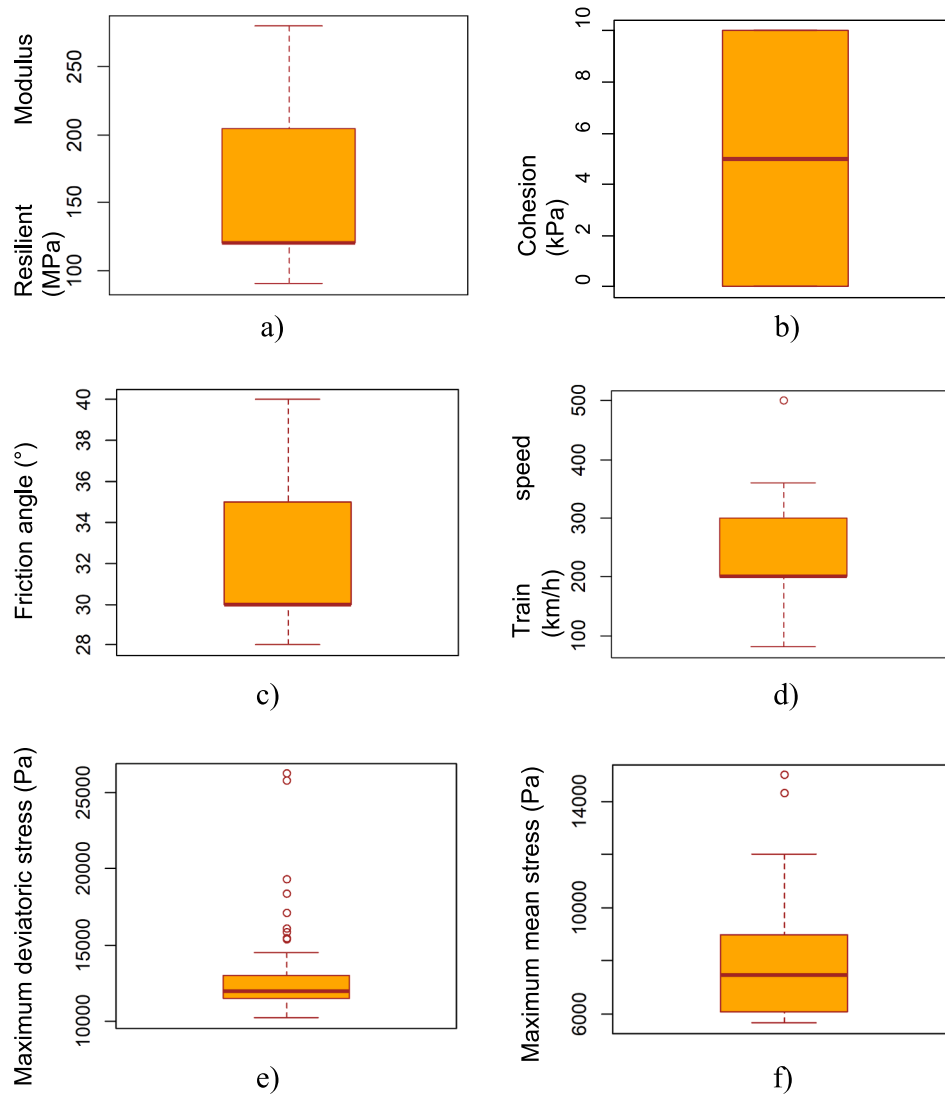 Resilient Modulus
(MPa)
250
200
150
100
a)
Cohesion
(kPa)
10
8
6
4
2
0
b)
Friction angle (°)
40
38
36
34
32
30
28
c)
Train speed
(km/h)
500
400
300
200
100
d)
Maximum deviatoric stress (Pa)
25000
20000
15000
10000
e)
Maximum mean stress (Pa)
14000
10000
6000
f)